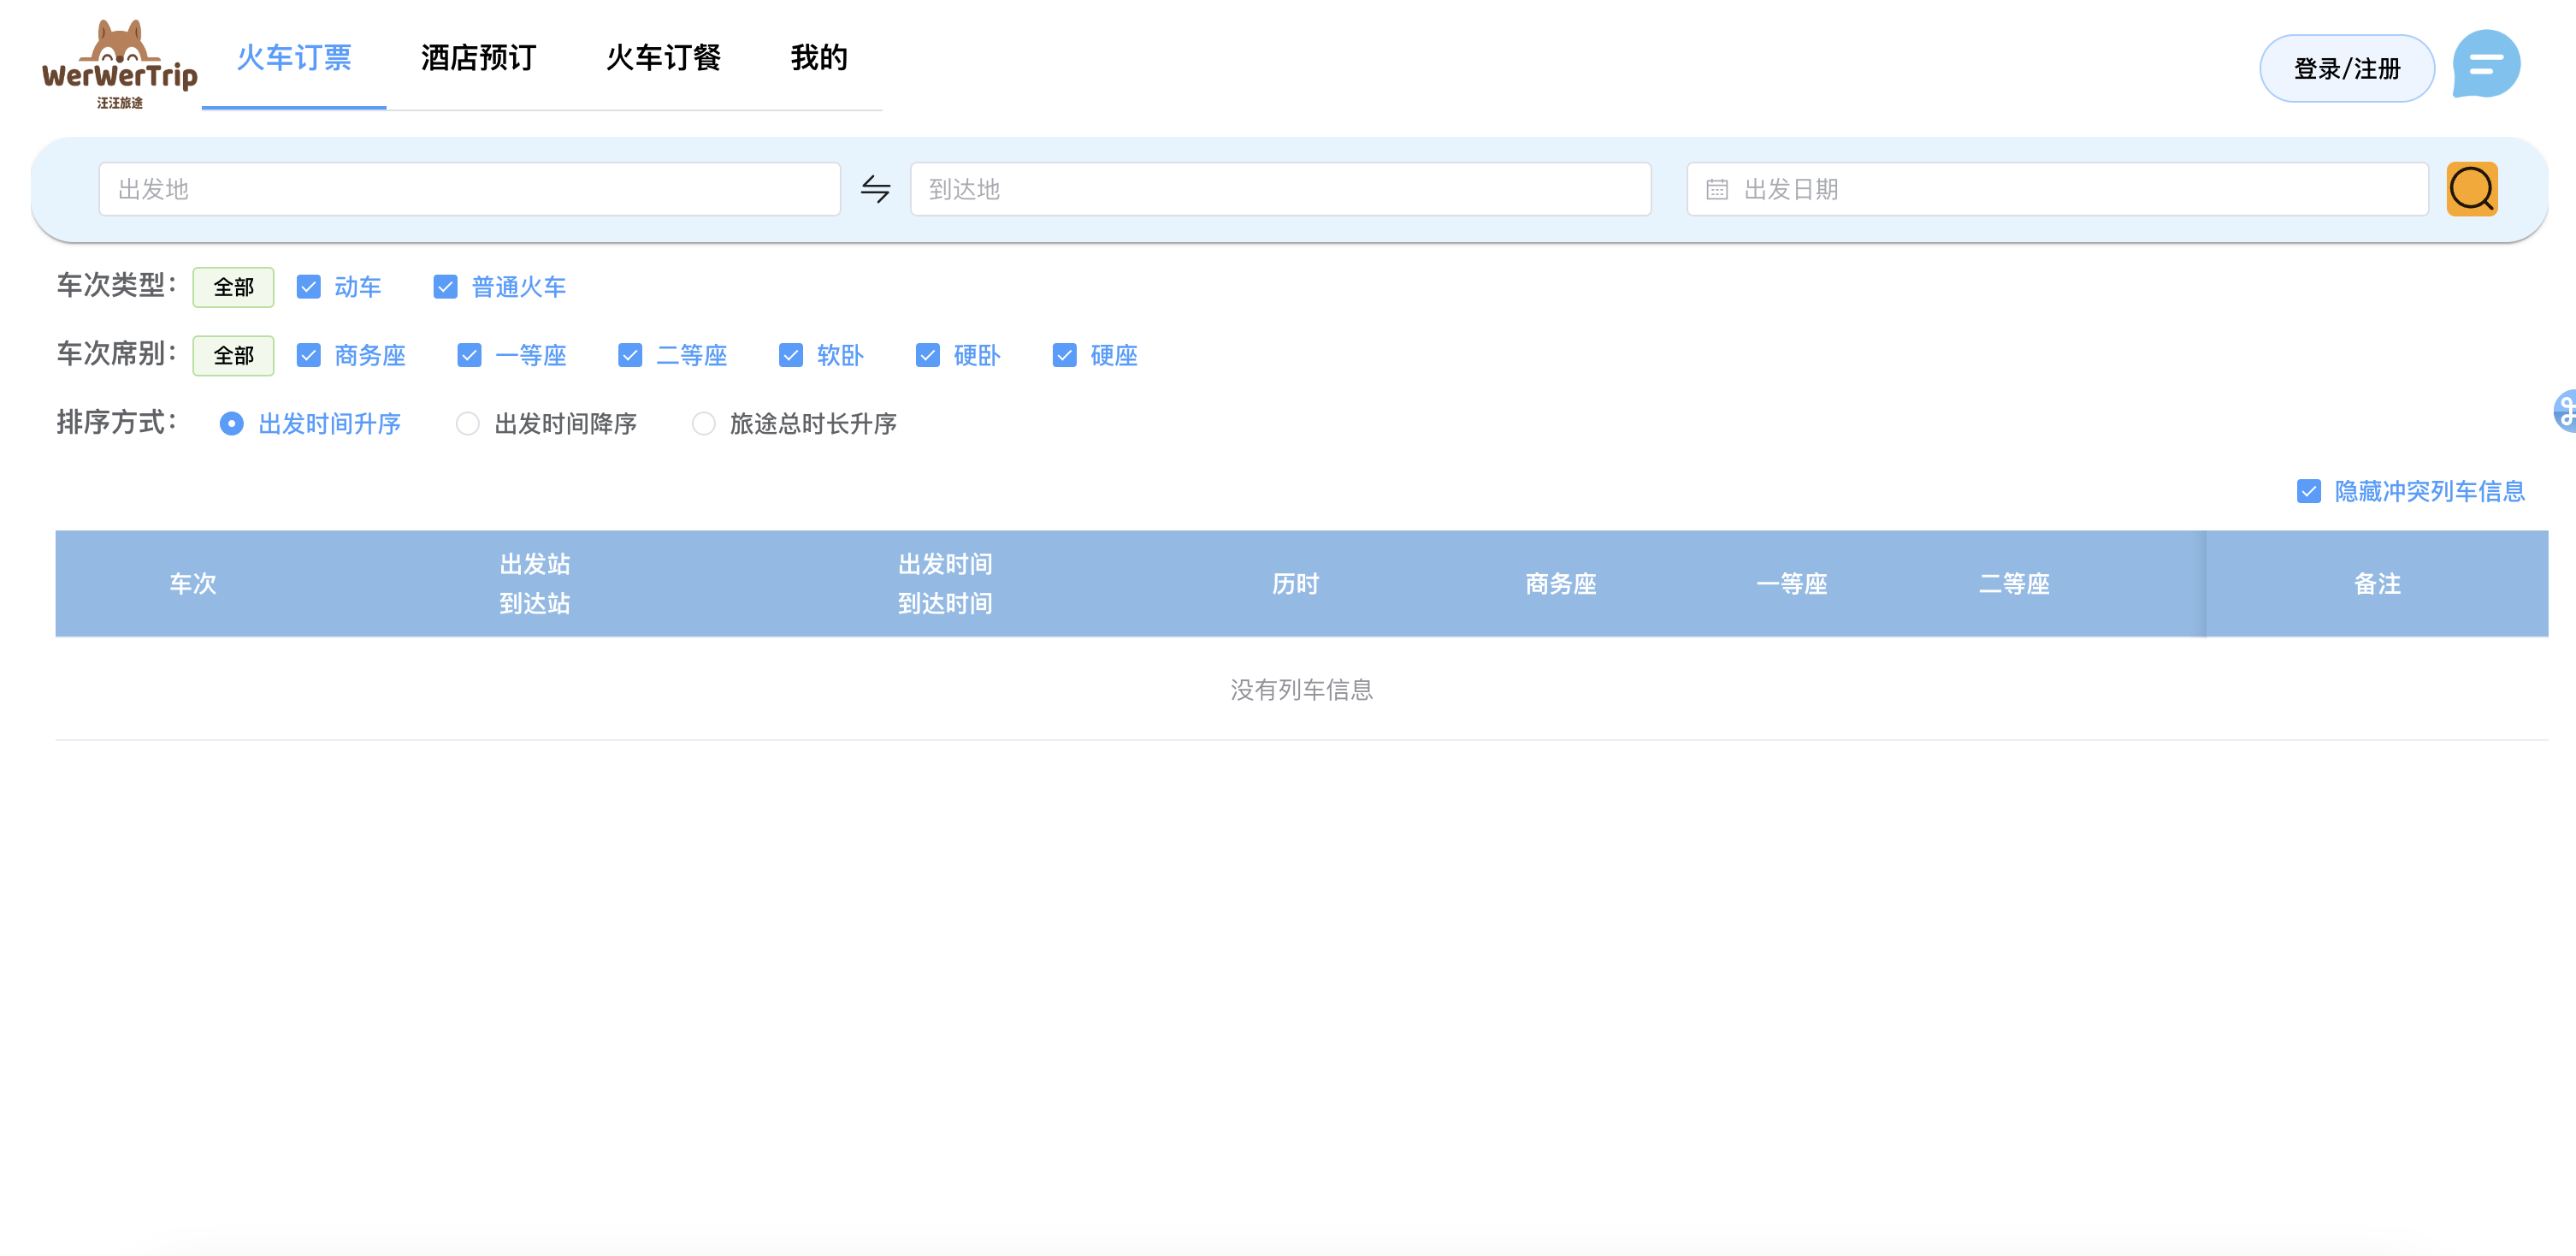 WerWerTrip
汪汪旅途
火车订票 酒店预订 火车订餐 我的
登录/注册
出发地 到达地 出发日期
车次类型： 全部 动车 普通火车
车次席别： 全部 商务座 一等座 二等座 软卧 硬卧 硬座
排序方式： 出发时间升序 出发时间降序 旅途总时长升序
隐藏冲突列车信息
车次 出发站 出发时间 历时 商务座 一等座 二等座 备注
到达站 到达时间
没有列车信息